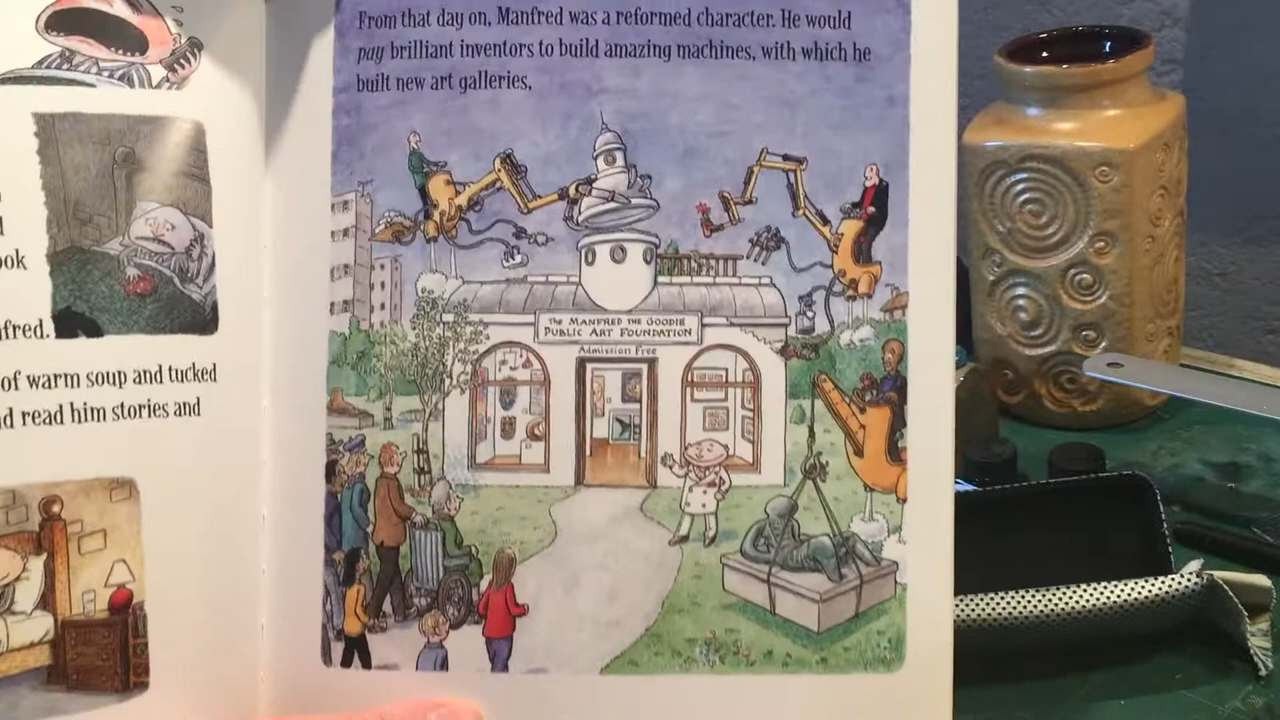 nfred.
of warm soup and tucked
read him stories and
From that day on, Manfred was a reformed character. He would
pay brilliant inventors to build amazing machines, with which he
built new art galleries,
THE MANFRED THE GOODIE
PUBLIC ART FOUNDATION
Admission Free